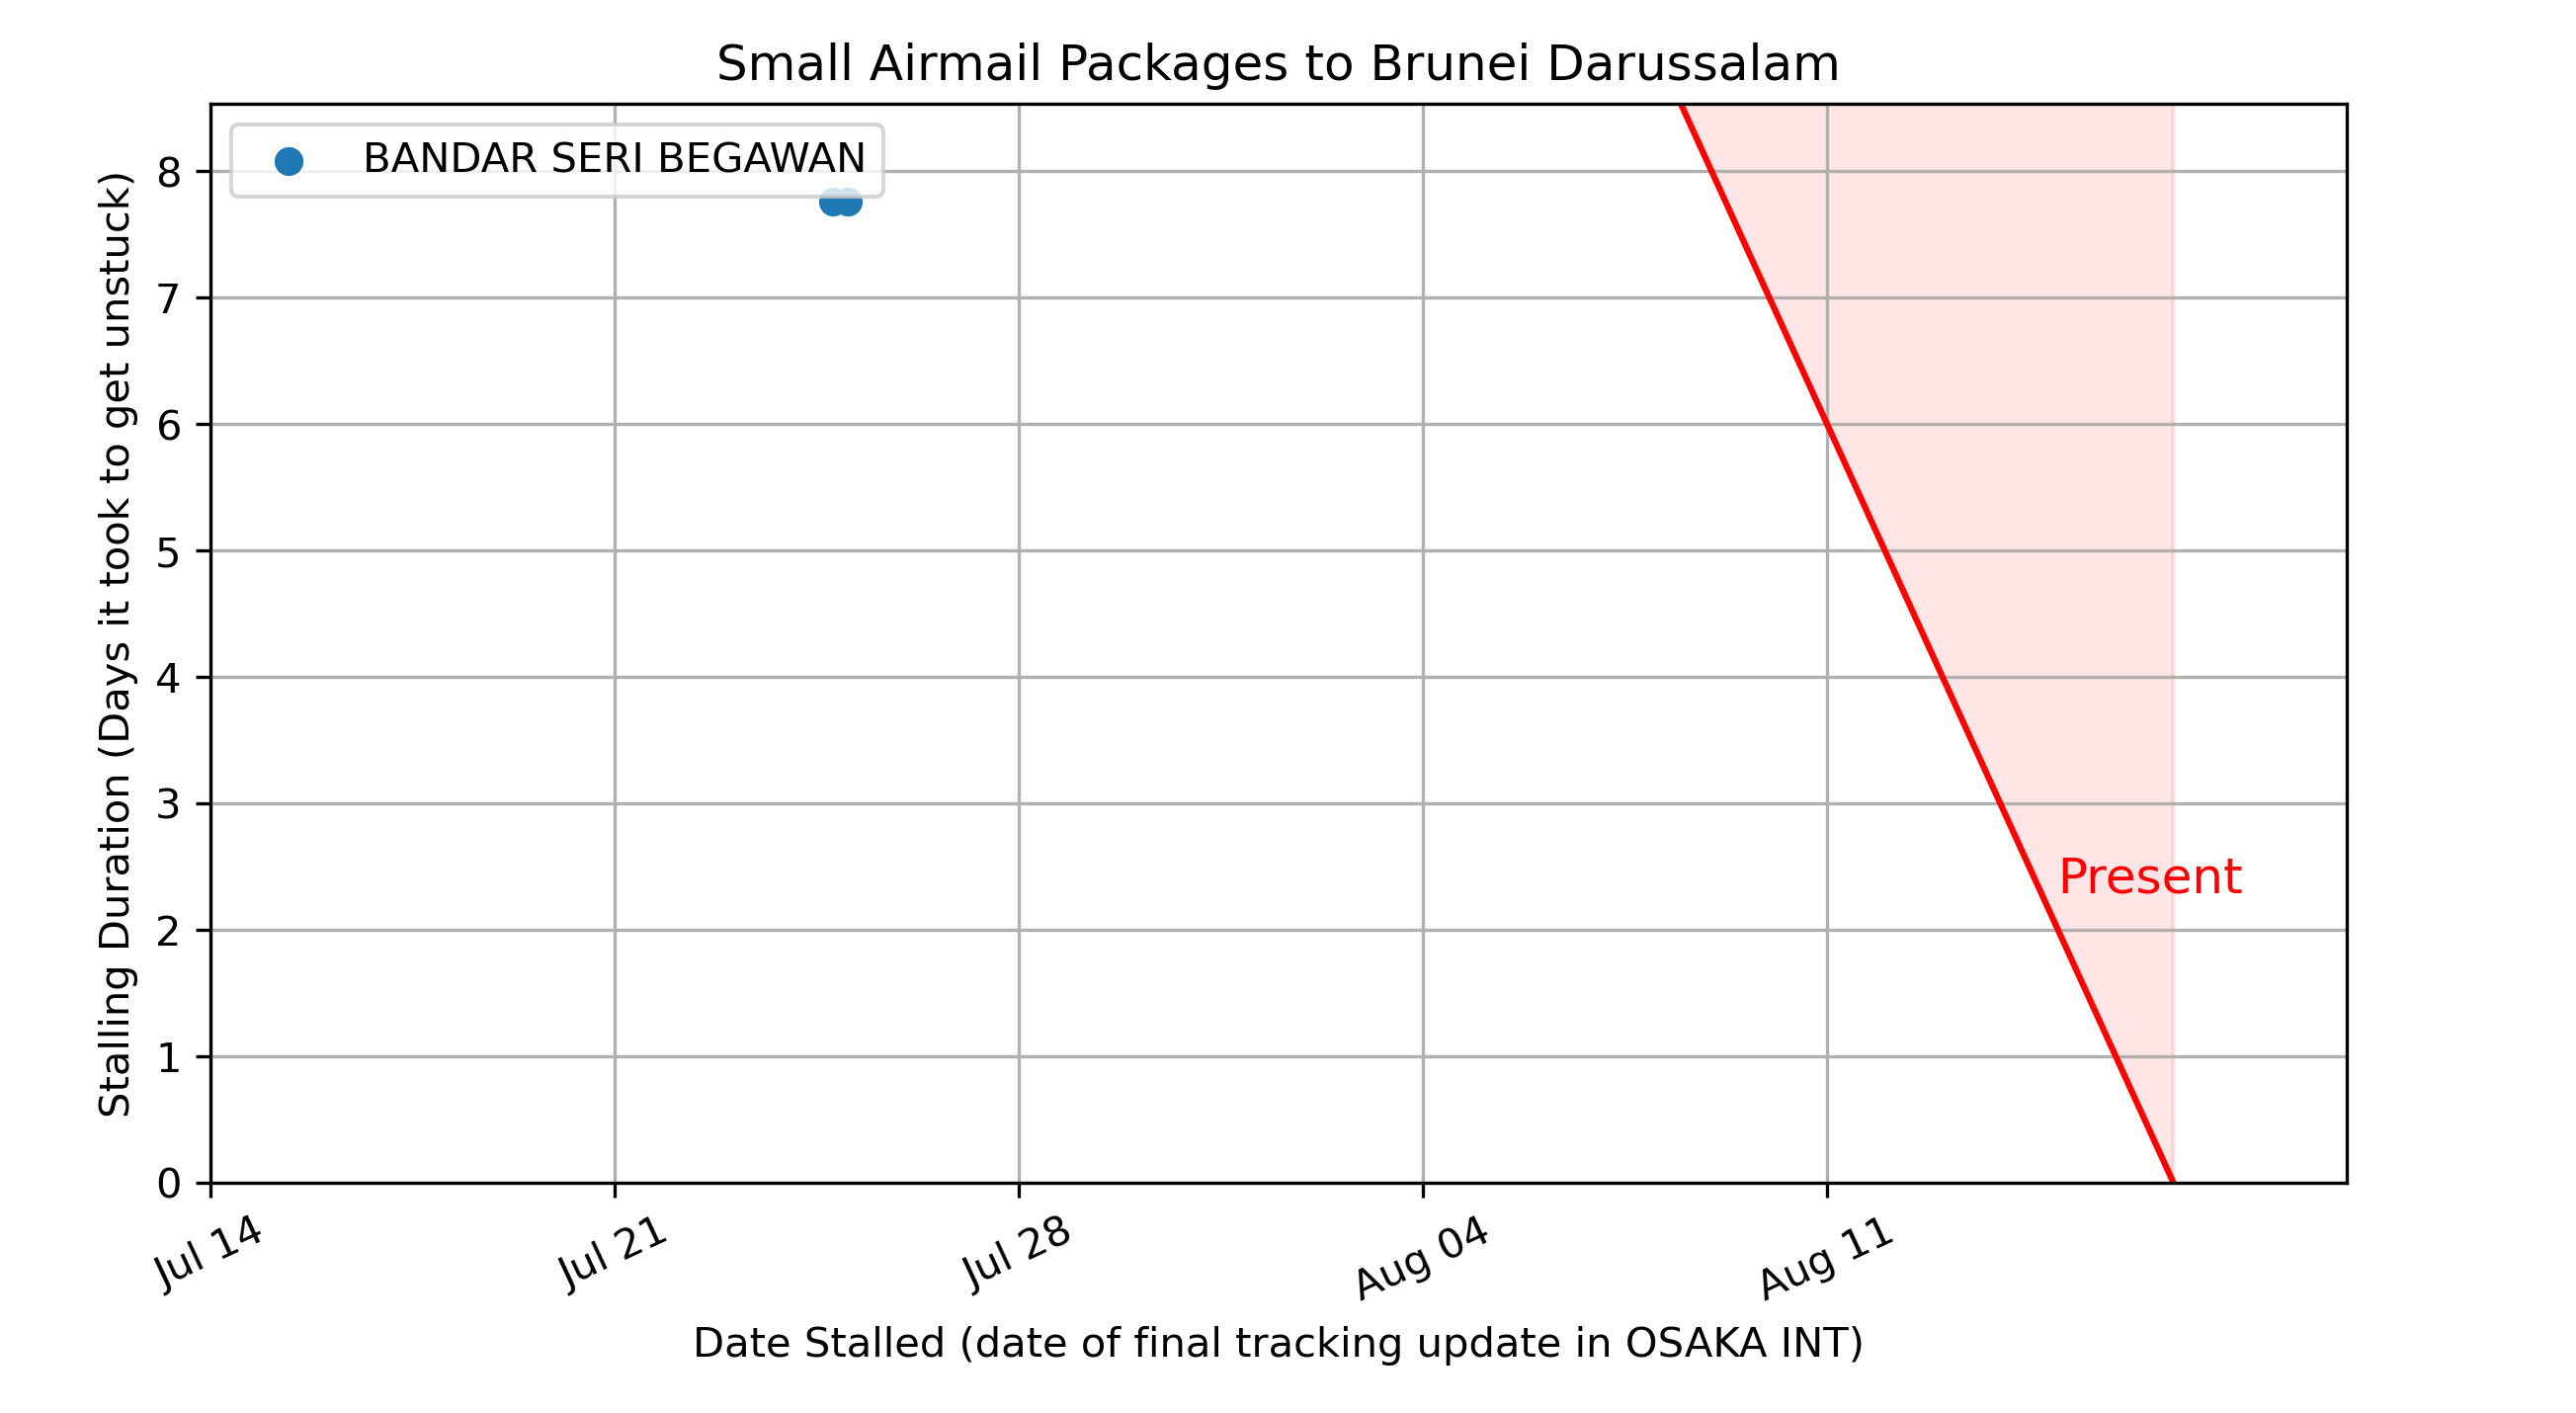 Small Airmail Packages to Brunei Darussalam
BANDAR SERI BEGAWAN
Stalling Duration (Days it took to get unstuck)
8
7
6
5
4
3
2
1
0
Present
Jul 14
Jul 21
Jul 28
Aug 04
Aug 11
Date Stalled (date of final tracking update in OSAKA INT)